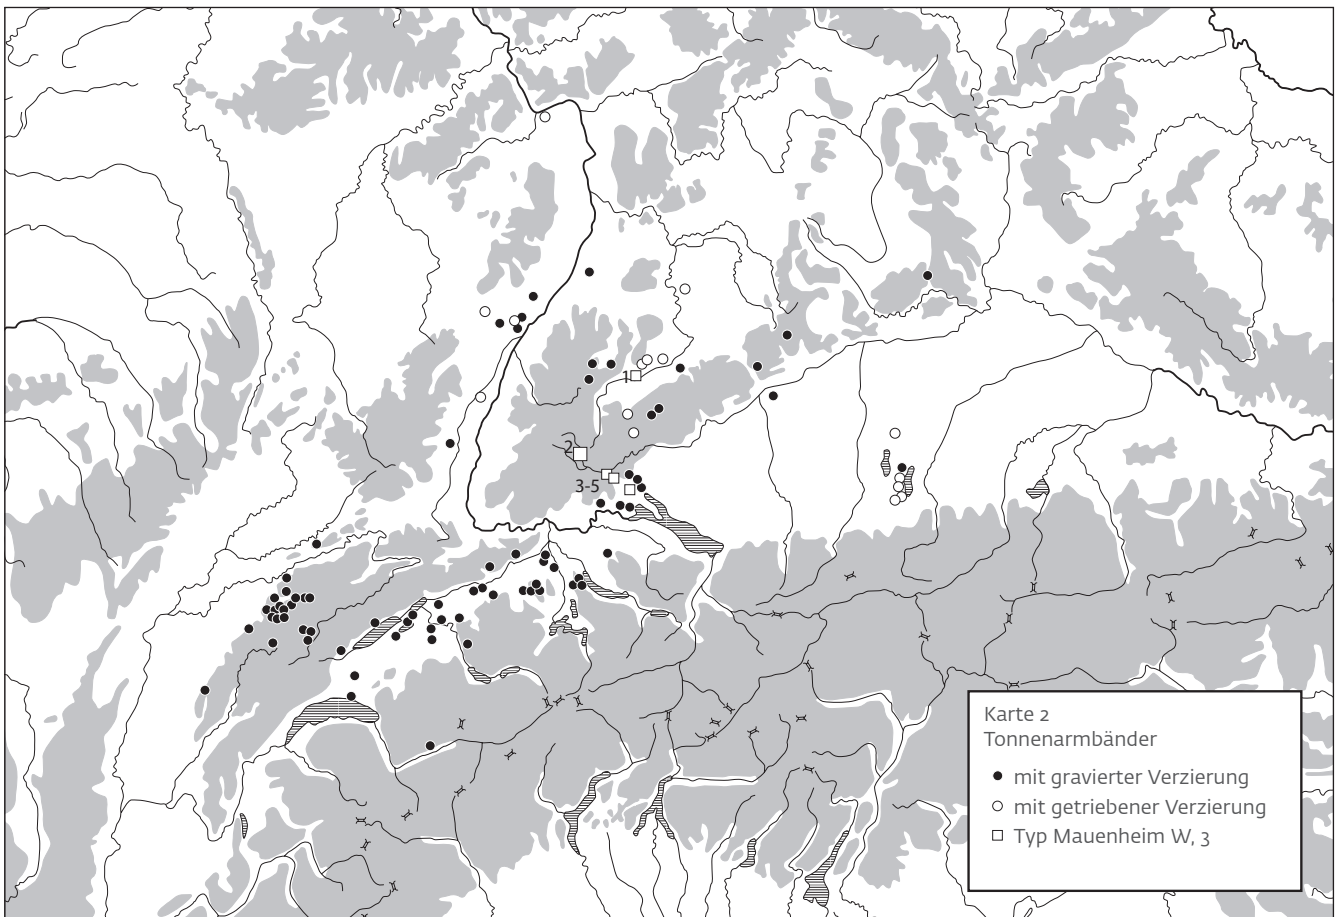 1
2
3-5
Karte 2
Tonnenarmbänder
mit gravierter Verzierung
mit getriebener Verzierung
Typ Mauenheim W, 3